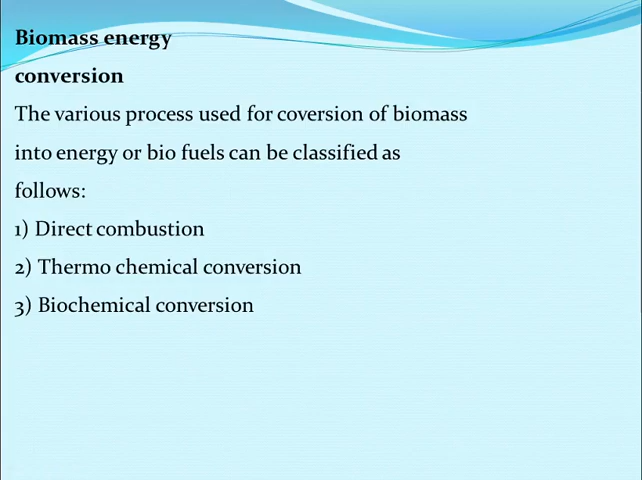 Biomass energy
conversion
The various process used for coversion of biomass
into energy or bio fuels can be classified as
follows:
1) Direct combustion
2) Thermo chemical conversion
3) Biochemical conversion